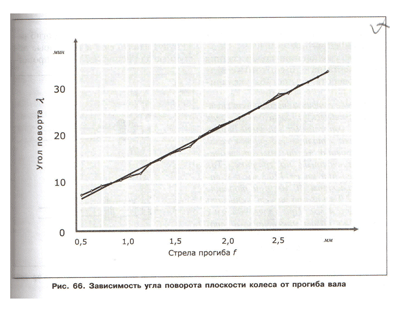 мин
30
20
10
0
Угол поворта λ
0,5 1,0 1,5 2,0 2,5 мм
Стрела прогиба f
Рис. 66. Зависимость угла поворота плоскости колеса от прогиба вала